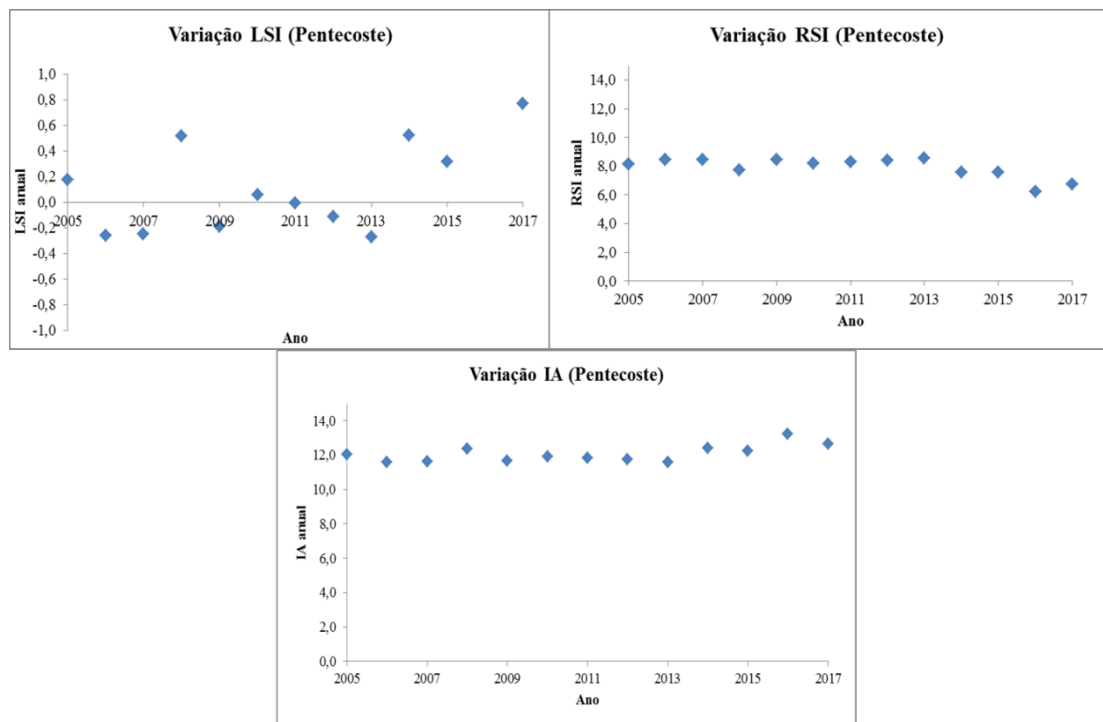 Variação LSI (Pentecoste)
1,0
0,8
0,6
0,4
0,2
0,0
-0,2
-0,4
-0,6
-0,8
-1,0
LSI anual
2005 2007 2009 2011 2013 2015 2017
Ano
Variação RSI (Pentecoste)
14,0
12,0
10,0
8,0
6,0
4,0
2,0
0,0
RSI anual
2005 2007 2009 2011 2013 2015 2017
Ano
Variação IA (Pentecoste)
14,0
12,0
10,0
8,0
6,0
4,0
2,0
0,0
IA anual
2005 2007 2009 2011 2013 2015 2017
Ano